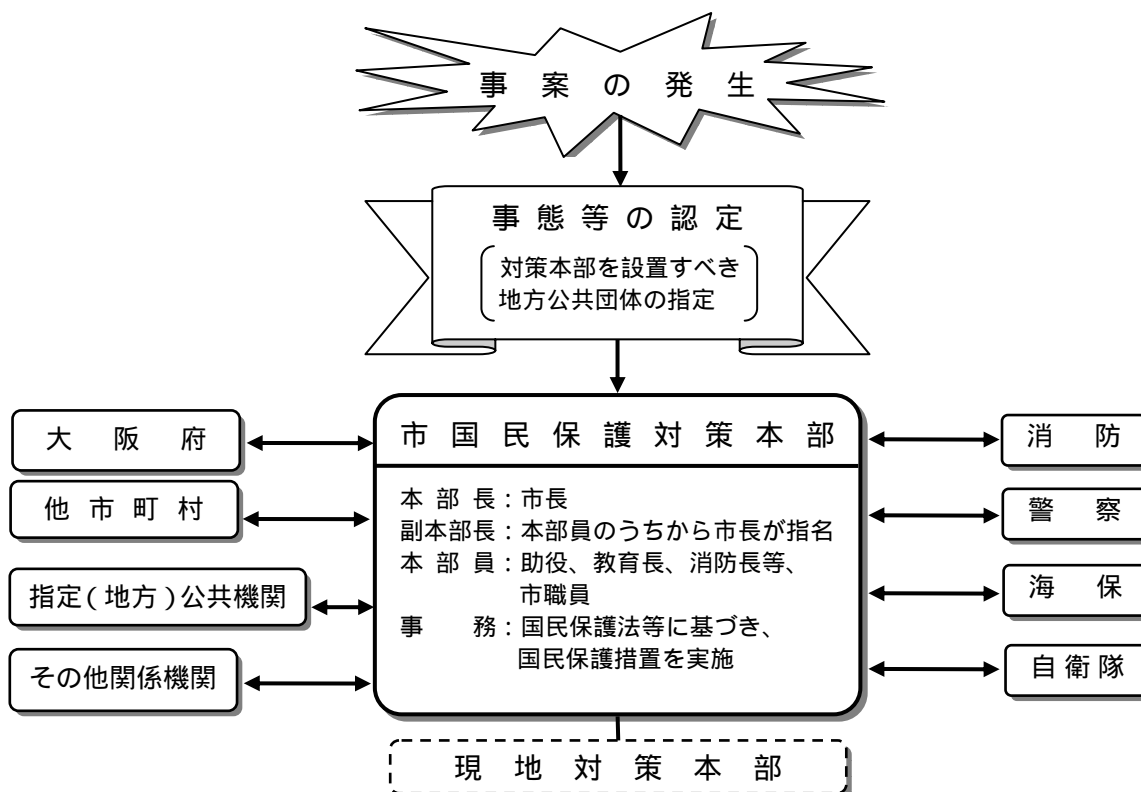 事案の発生
事態等の認定
対策本部を設置すべき
地方公共団体の指定
市国民保護対策本部
本部長：市長
副本部長：本部員のうちから市長が指名
本部員：助役、教育長、消防長等、
市職員
事務：国民保護法等に基づき、
国民保護措置を実施
大阪府
他市町村
指定(地方)公共機関
その他関係機関
消防
警察
海保
自衛隊
現地対策本部